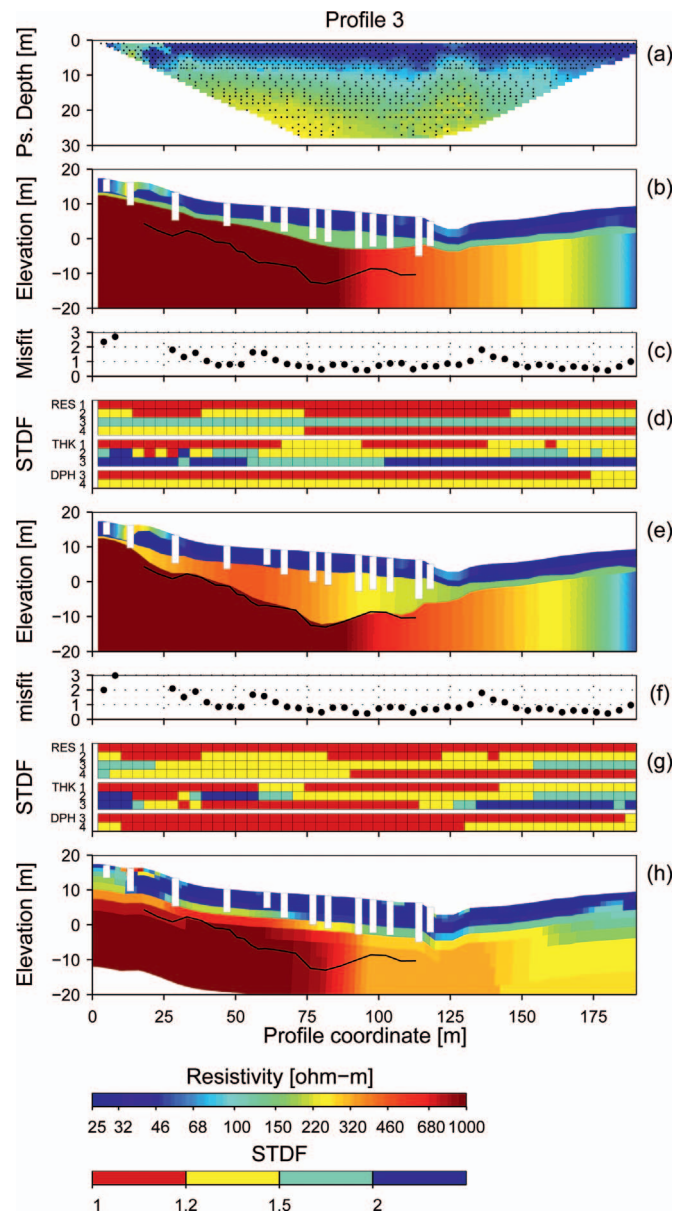 Profile 3
Ps. Depth [m]
0
10
20
30
(a)
Elevation [m]
20
10
0
−10
−20
(b)
Misfit
3
2
1
0
(c)
STDF
RES 1
2
3
4
THK 1
2
3
DPH 3
4
(d)
Elevation [m]
20
10
0
−10
−20
(e)
misfit
3
2
1
0
(f)
STDF
RES 1
2
3
4
THK 1
2
3
DPH 3
4
(g)
Elevation [m]
20
10
0
−10
−20
(h)
0 25 50 75 100 125 150 175
Profile coordinate [m]
Resistivity [ohm−m]
25 32 46 68 100 150 220 320 460 680 1000
STDF
1 1.2 1.5 2